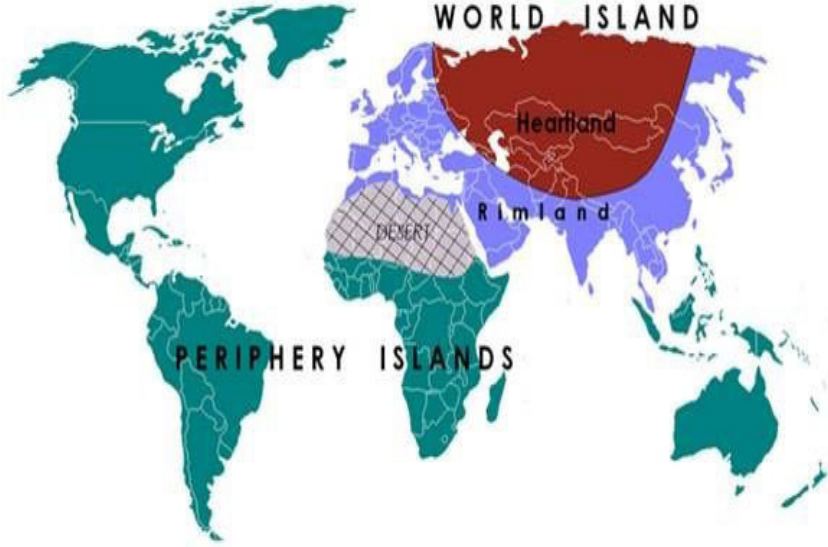 WORLD ISLAND
Heartland
Rimland
DESERT
PERIPHERY ISLANDS